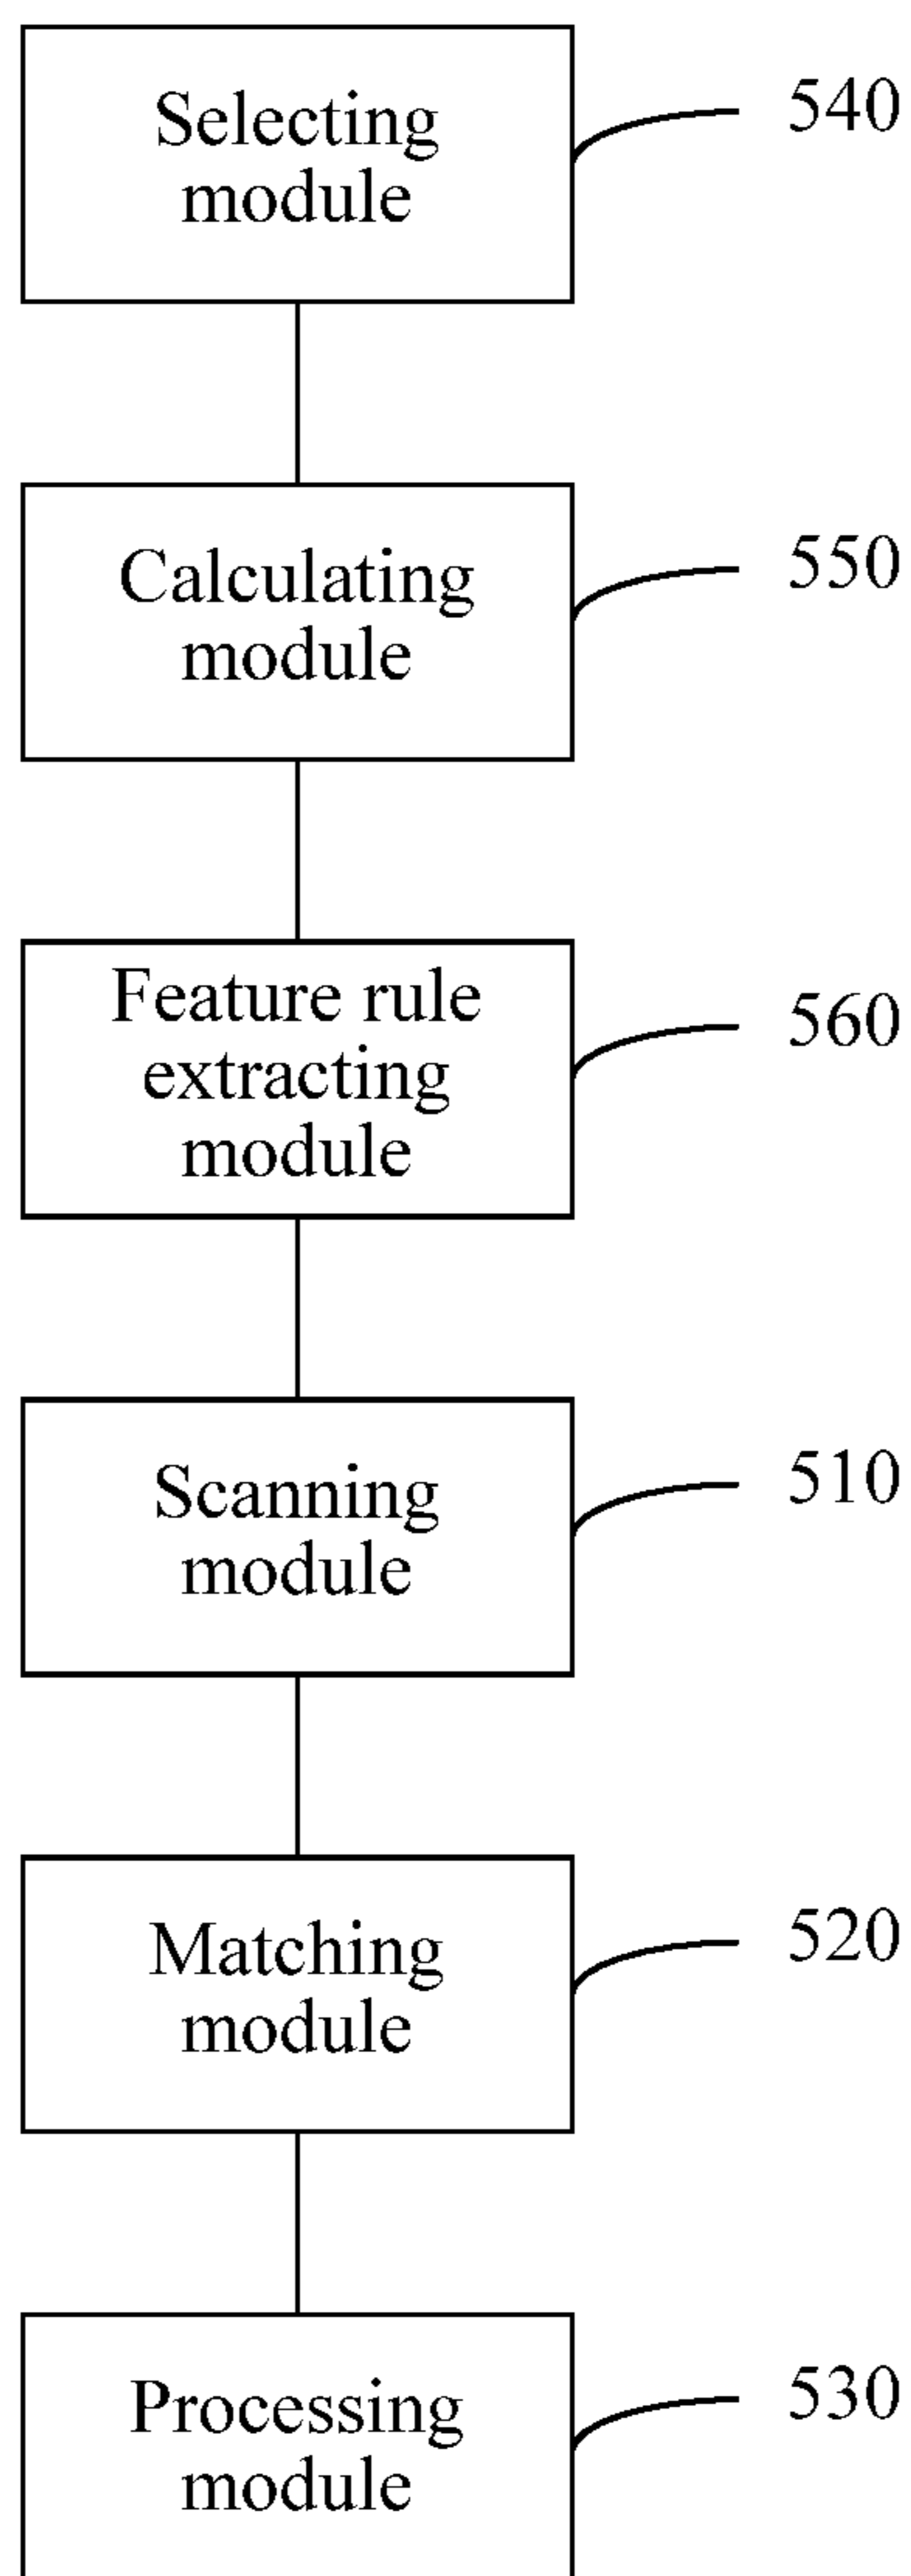 Selecting
module
540
Calculating
module
550
Feature rule
extracting
module
560
Scanning
module
510
Matching
module
520
Processing
module
530